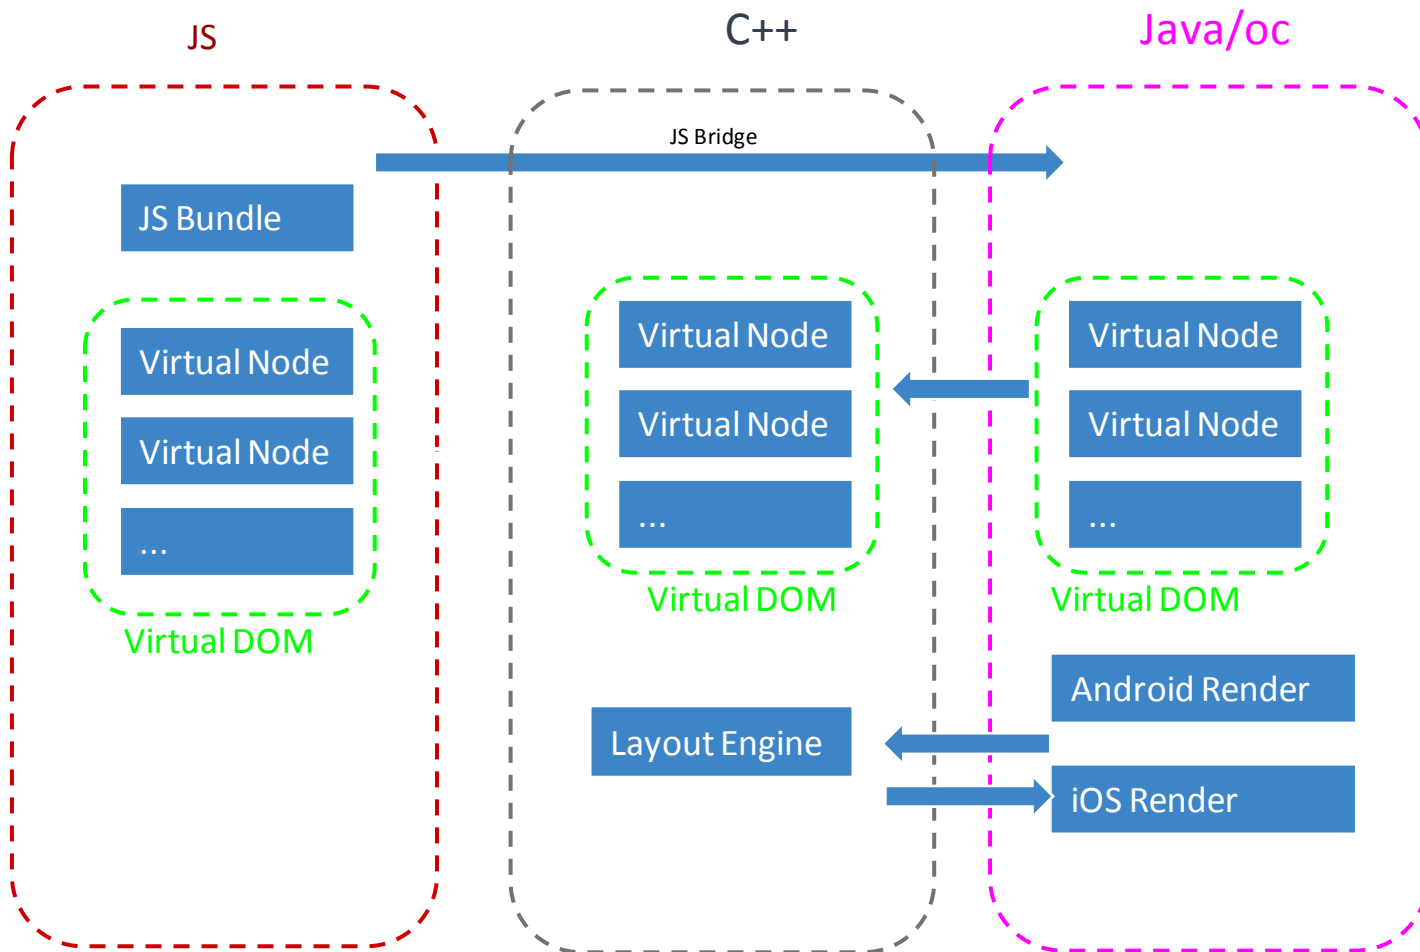 JS
C++
Java/oc
JS Bridge
JS Bundle
Virtual Node
Virtual Node
...
Virtual DOM
Virtual Node
Virtual Node
...
Virtual DOM
Layout Engine
Virtual Node
Virtual Node
...
Virtual DOM
Android Render
iOS Render